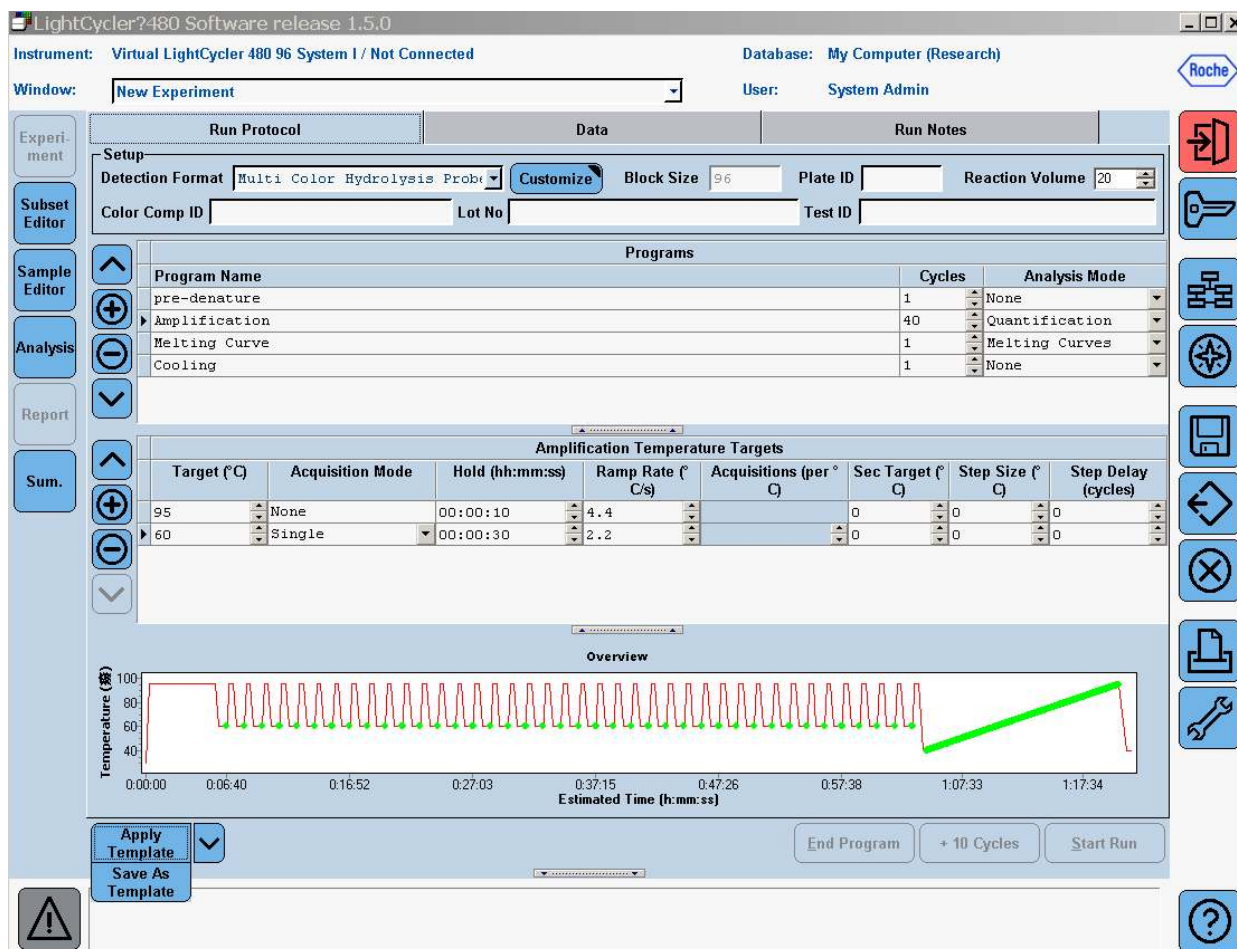 LightCycler?480 Software release 1.5.0
Instrument: Virtual LightCycler 480 96 System I / Not Connected Database: My Computer (Research)
Window: New Experiment User: System Admin
Roche
Experi-
ment
Subset
Editor
Sample
Editor
Analysis
Report
Sum.
Run Protocol Data Run Notes
Setup
Detection Format Multi Color Hydrolysis Probe Customize Block Size 96 Plate ID Reaction Volume 20
Color Comp ID Lot No Test ID
Programs
Program Name Cycles Analysis Mode
pre-denature 1 None
Amplification 40 Quantification
Melting Curve 1 Melting Curves
Cooling 1 None
Amplification Temperature Targets
Target (°C) Acquisition Mode Hold (hh:mm:ss) Ramp Rate (°C/s) Acquisitions (per °C) Sec Target (°C) Step Size (°C) Step Delay (cycles)
95 None 00:00:10 4.4 0 0 0
60 Single 00:00:30 2.2 0 0 0
Overview
Temperature
100
80
60
40
0:00:00 0:06:40 0:16:52 0:27:03 0:37:15 0:47:26 0:57:38 1:07:33 1:17:34
Estimated Time (h:mm:ss)
Apply
Template
Save As
Template
End Program + 10 Cycles Start Run